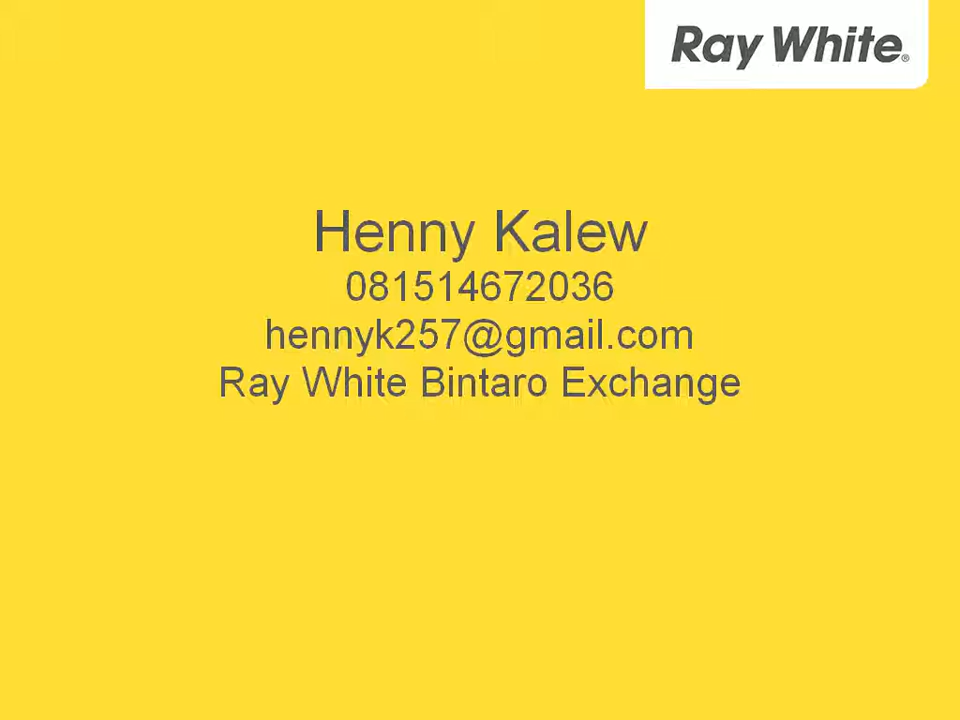 Ray White®
Henny Kalew
081514672036
hennyk257@gmail.com
Ray White Bintaro Exchange